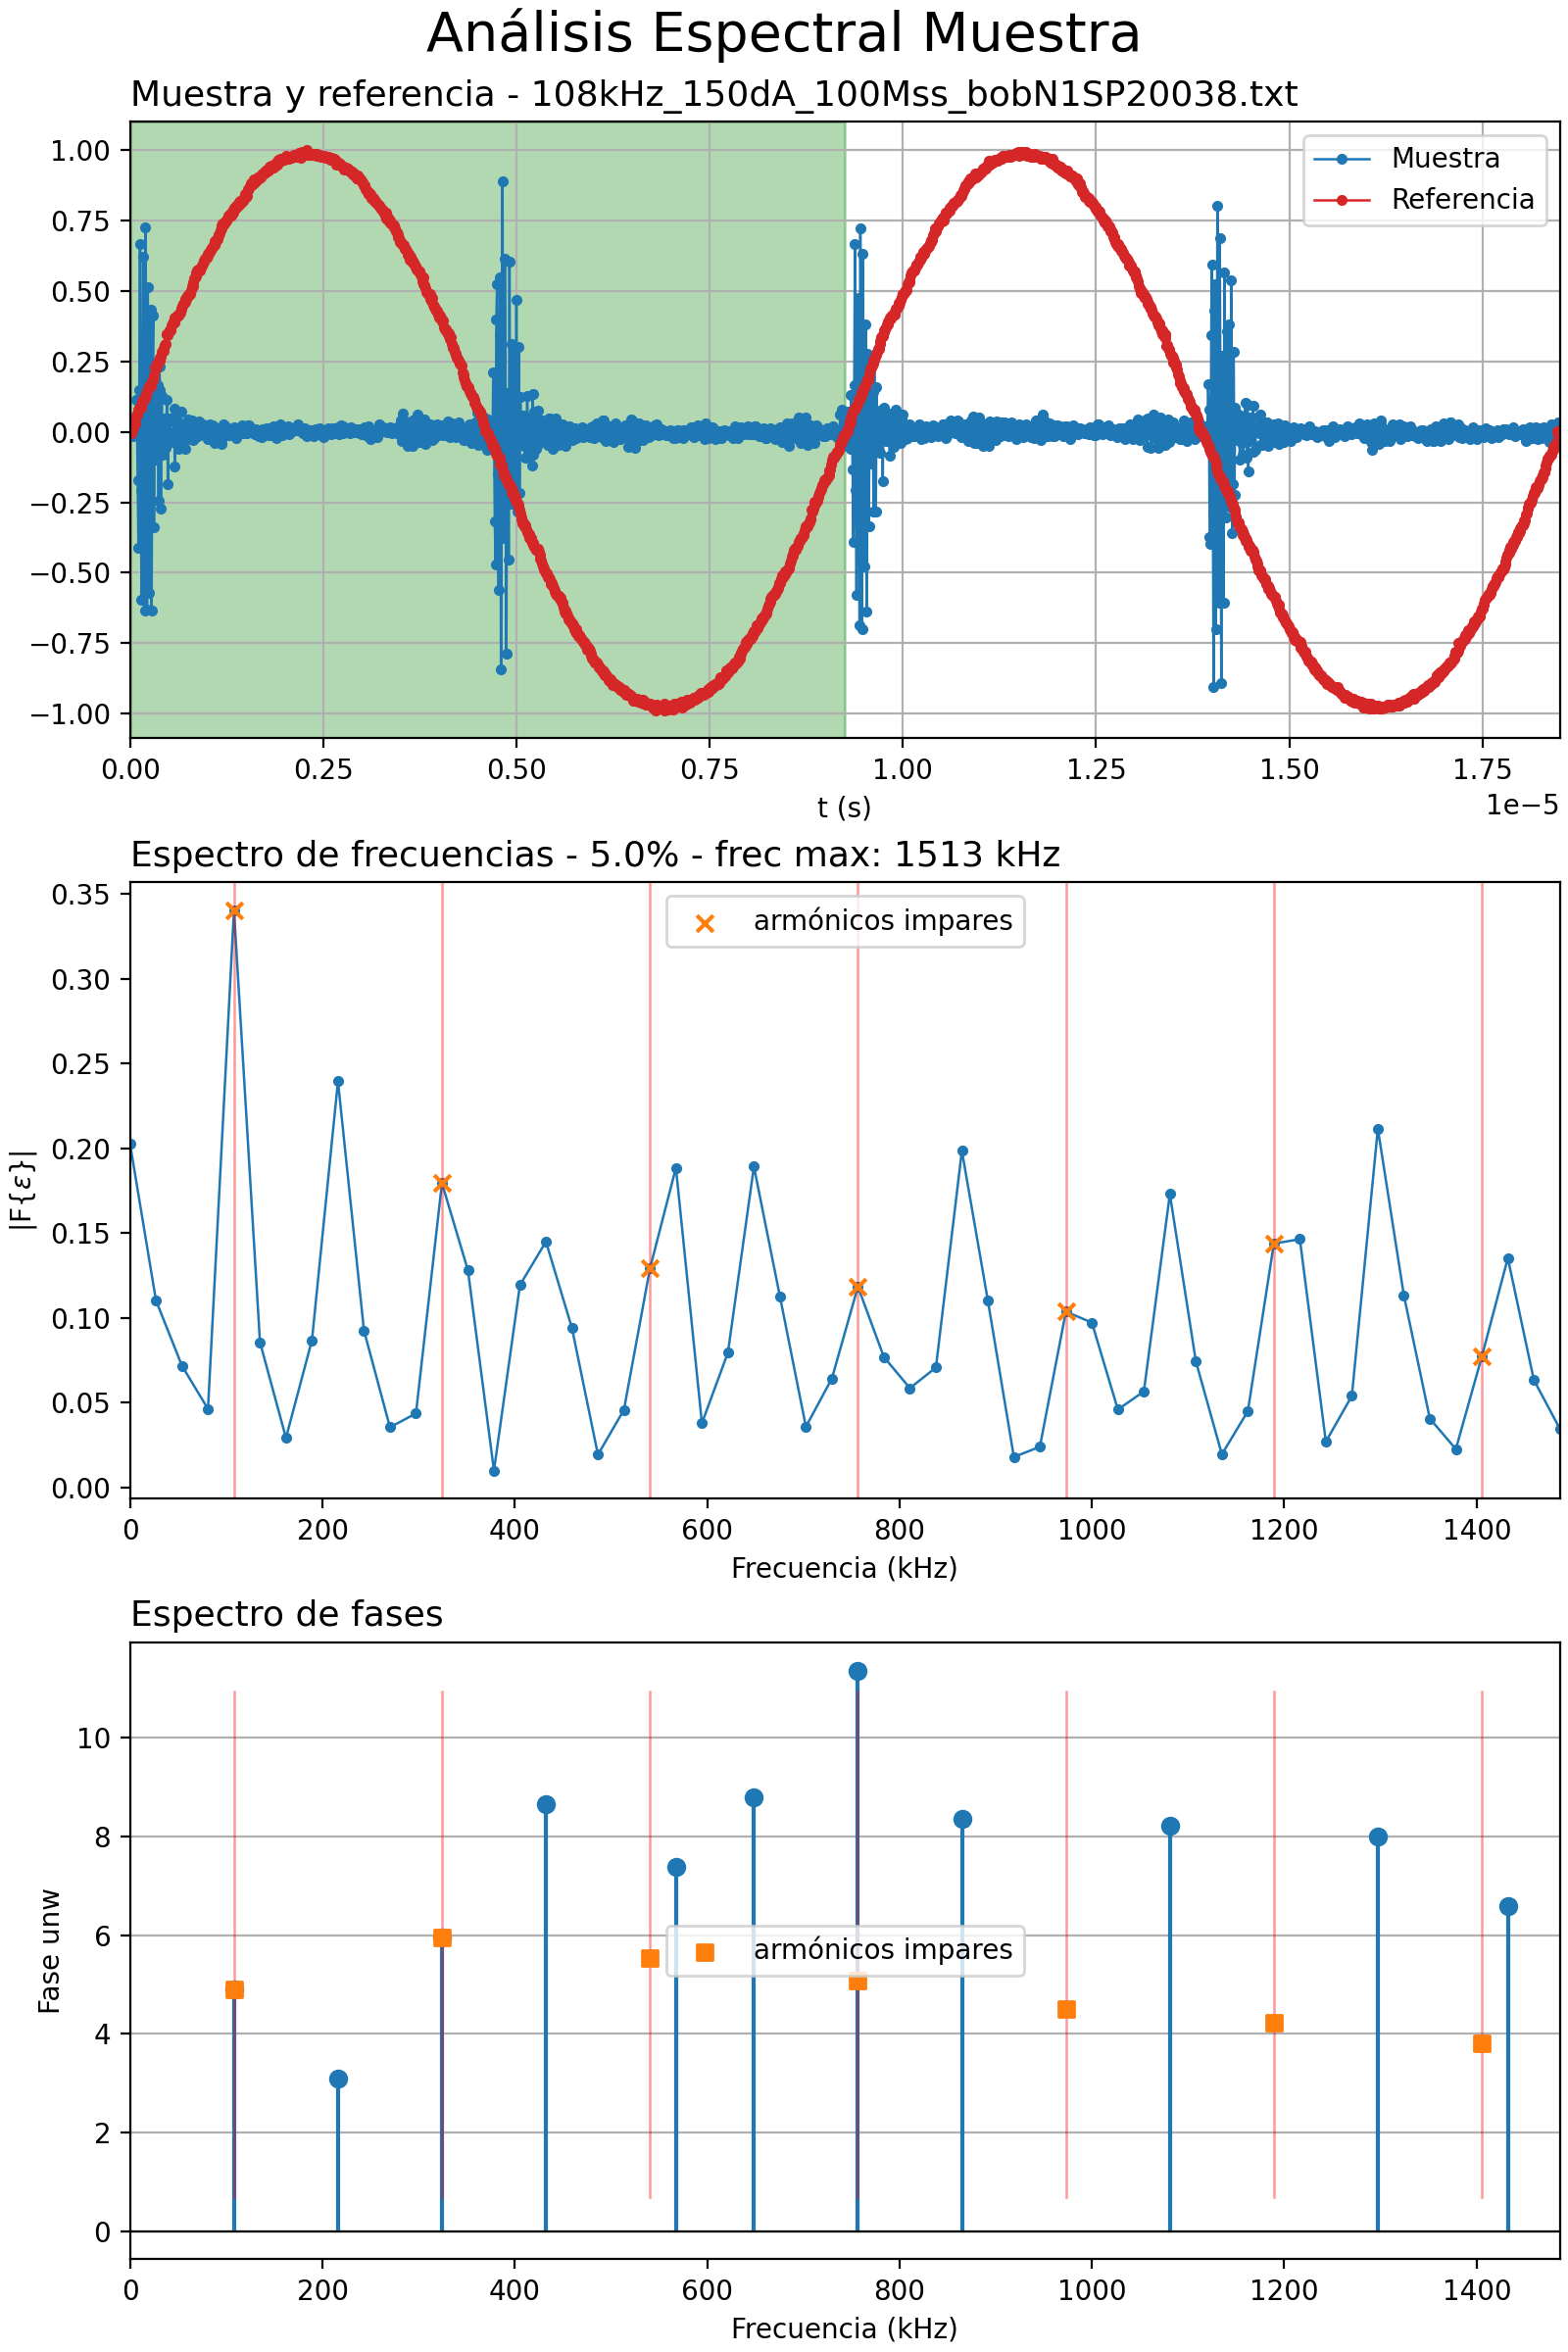 Análisis Espectral Muestra
Muestra y referencia - 108kHz_150dA_100Mss_bobN1SP20038.txt
1.00
0.75
0.50
0.25
0.00
−0.25
−0.50
−0.75
−1.00
Muestra
Referencia
0.00 0.25 0.50 0.75 1.00 1.25 1.50 1.75
1e−5
t (s)
Espectro de frecuencias - 5.0% - frec max: 1513 kHz
|F{ε}|
0.35
0.30
0.25
0.20
0.15
0.10
0.05
0.00
armónicos impares
0 200 400 600 800 1000 1200 1400
Frecuencia (kHz)
Espectro de fases
Fase unw
10
8
6
4
2
0
armónicos impares
0 200 400 600 800 1000 1200 1400
Frecuencia (kHz)